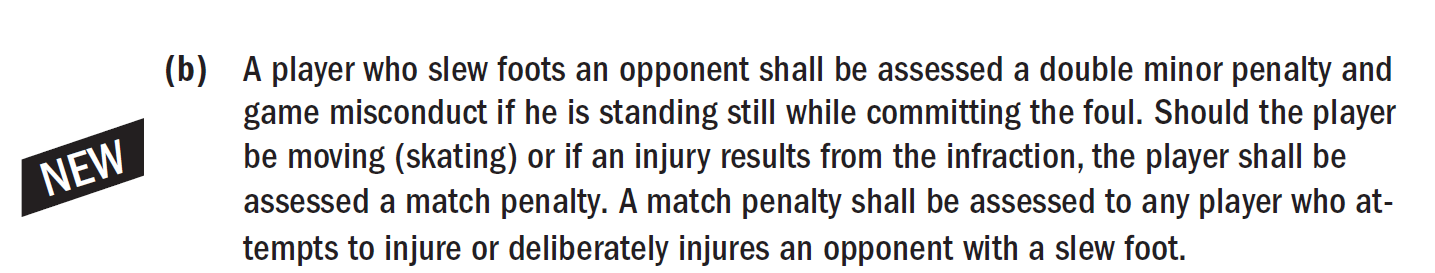 (b) A player who slew foots an opponent shall be assessed a double minor penalty and
game misconduct if he is standing still while committing the foul. Should the player
NEW
be moving (skating) or if an injury results from the infraction, the player shall be
assessed a match penalty. A match penalty shall be assessed to any player who at-
tempts to injure or deliberately injures an opponent with a slew foot.